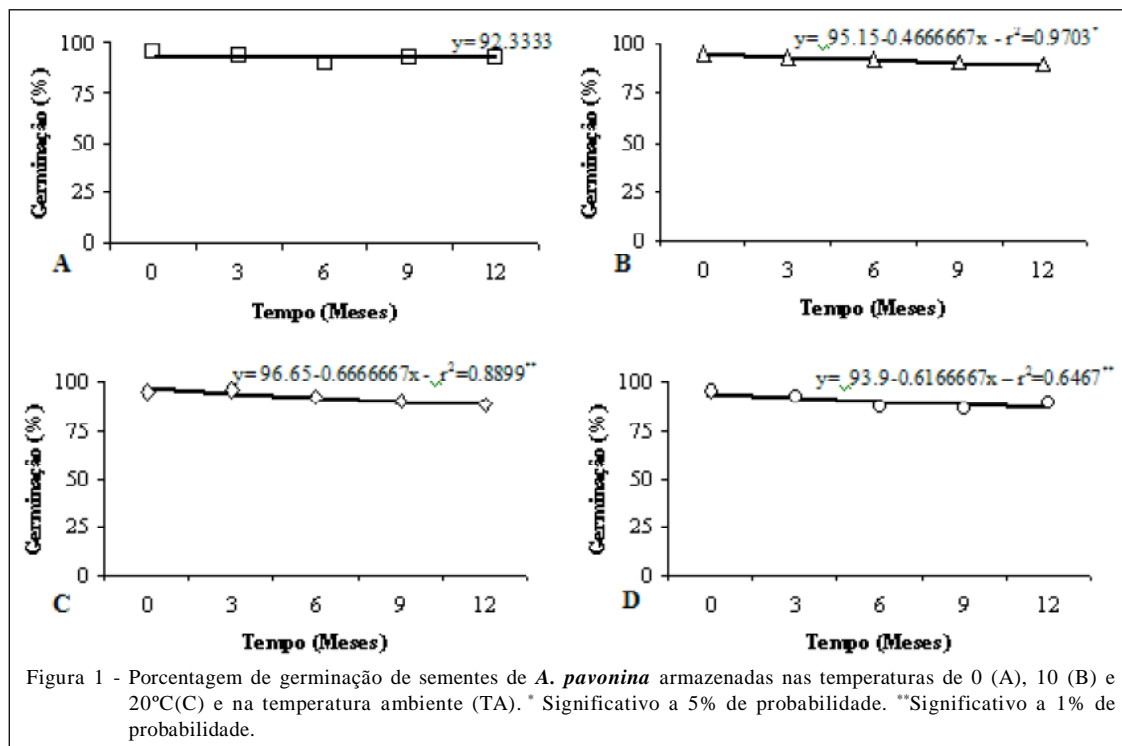 y=92.3333
100
75
50
25
0
Germinação (%)
A
0 3 6 9 12
Tempo (Meses)
y= 95.15-0.4666667x - r²=0.9703*
100
75
50
25
0
Germinação (%)
B
0 3 6 9 12
Tempo (Meses)
y=96.65-0.6666667x - r²=0.8899**
100
75
50
25
0
Germinação (%)
C
0 3 6 9 12
Tempo (Meses)
y= 93.9-0.6166667x – r²=0.6467**
100
75
50
25
0
Germinação (%)
D
0 3 6 9 12
Tempo (Meses)
Figura 1 - Porcentagem de germinação de sementes de A. pavonina armazenadas nas temperaturas de 0 (A), 10 (B) e
20ºC(C) e na temperatura ambiente (TA). * Significativo a 5% de probabilidade. **Significativo a 1% de
probabilidade.